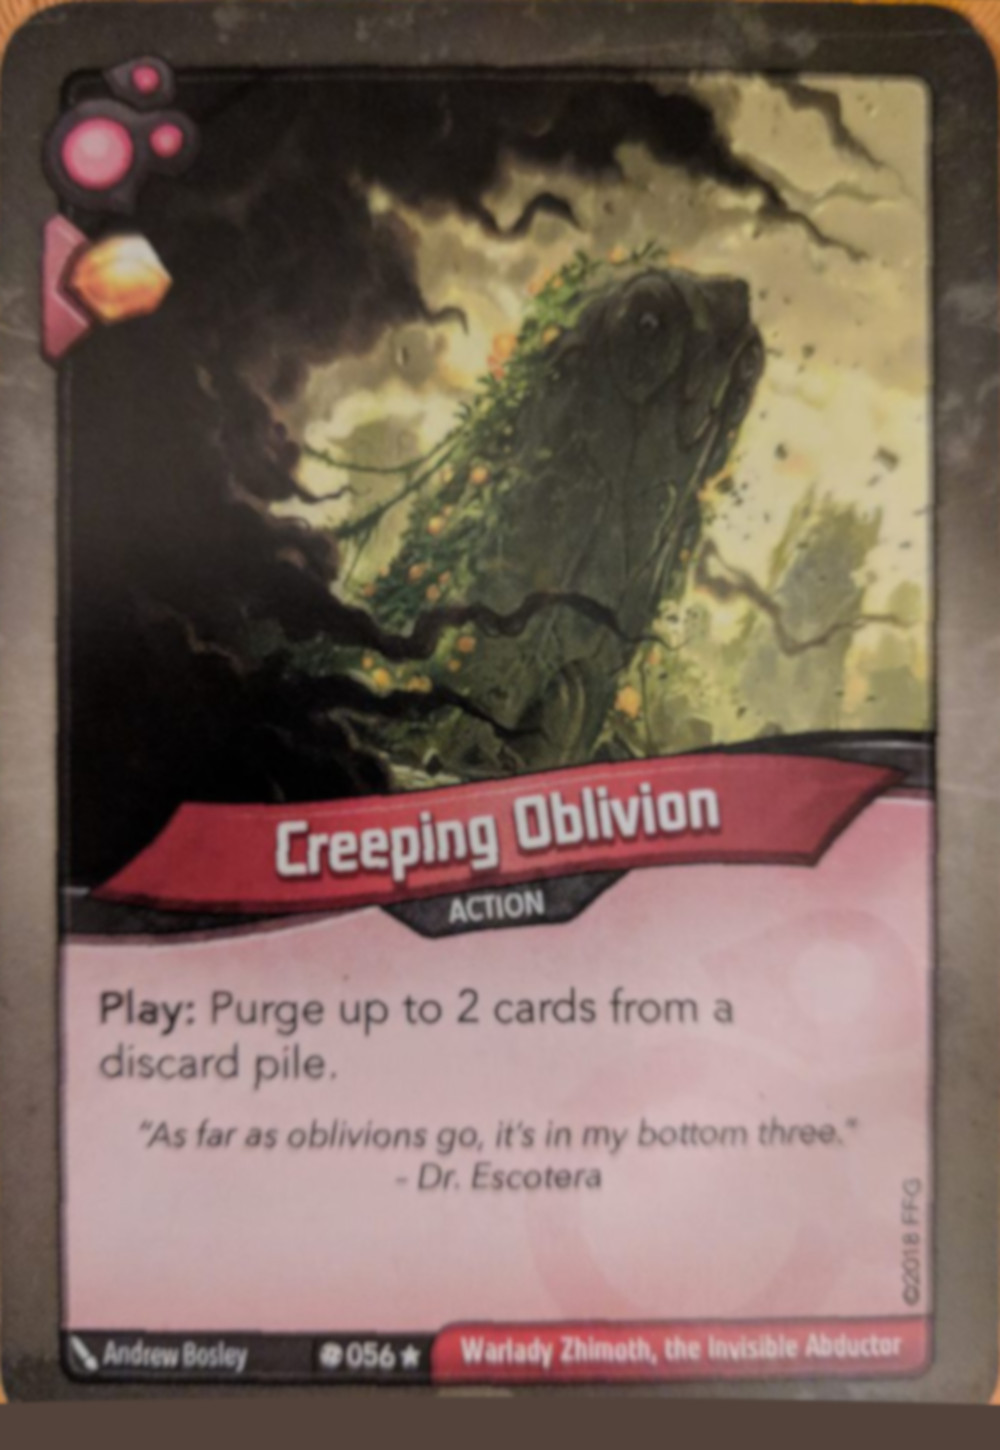 Creeping Oblivion
ACTION
Play: Purge up to 2 cards from a
discard pile.
"As far as oblivions go, it's in my bottom three."
- Dr. Escotera
©2018 FFG
Andrew Bosley
056
Warlady Zhimoth, the Invisible Abductor